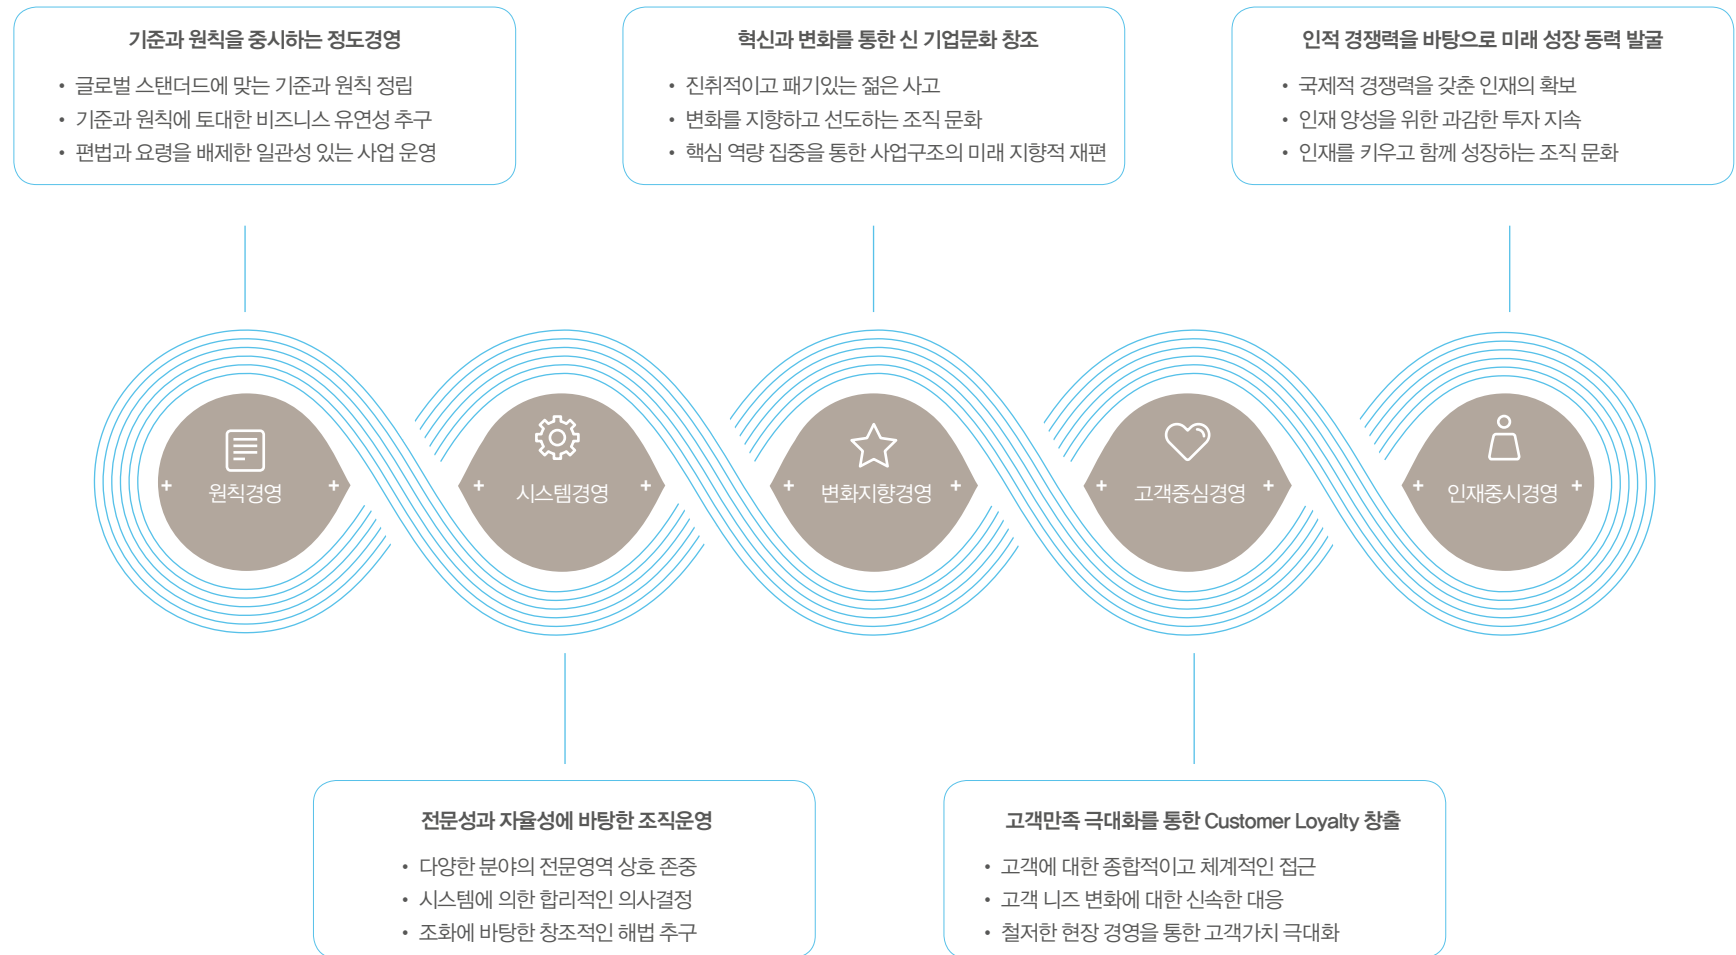 기준과 원칙을 중시하는 정도경영
• 글로벌 스탠더드에 맞는 기준과 원칙 정립
• 기준과 원칙에 토대한 비즈니스 유연성 추구
• 편법과 요령을 배제한 일관성 있는 사업 운영
혁신과 변화를 통한 신 기업문화 창조
• 진취적이고 패기있는 젊은 사고
• 변화를 지향하고 선도하는 조직 문화
• 핵심 역량 집중을 통한 사업구조의 미래 지향적 재편
인적 경쟁력을 바탕으로 미래 성장 동력 발굴
• 국제적 경쟁력을 갖춘 인재의 확보
• 인재 양성을 위한 과감한 투자 지속
• 인재를 키우고 함께 성장하는 조직 문화
+ 원칙경영 +
+ 시스템경영 +
+ 변화지향경영 +
+ 고객중심경영 +
+ 인재중시경영 +
전문성과 자율성에 바탕한 조직운영
• 다양한 분야의 전문영역 상호 존중
• 시스템에 의한 합리적인 의사결정
• 조화에 바탕한 창조적인 해법 추구
고객만족 극대화를 통한 Customer Loyalty 창출
• 고객에 대한 종합적이고 체계적인 접근
• 고객 니즈 변화에 대한 신속한 대응
• 철저한 현장 경영을 통한 고객가치 극대화